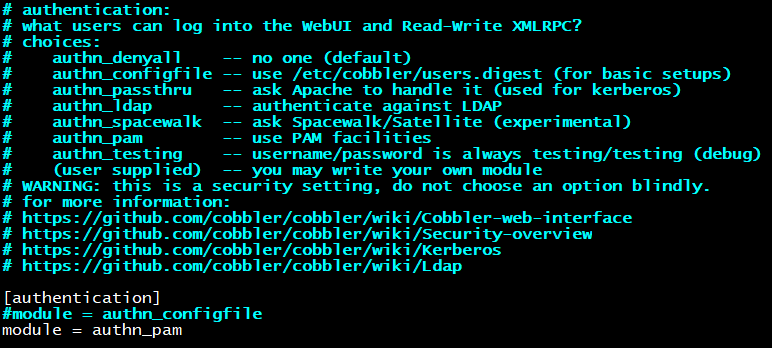 # authentication:
# what users can log into the WebUI and Read-Write XMLRPC?
# choices:
#    authn_denyall    -- no one (default)
#    authn_configfile -- use /etc/cobbler/users.digest (for basic setups)
#    authn_passthru   -- ask Apache to handle it (used for kerberos)
#    authn_ldap       -- authenticate against LDAP
#    authn_spacewalk  -- ask Spacewalk/Satellite (experimental)
#    authn_pam        -- use PAM facilities
#    authn_testing    -- username/password is always testing/testing (debug)
#    (user supplied)  -- you may write your own module
# WARNING: this is a security setting, do not choose an option blindly.
# for more information:
# https://github.com/cobbler/cobbler/wiki/Cobbler-web-interface
# https://github.com/cobbler/cobbler/wiki/Security-overview
# https://github.com/cobbler/cobbler/wiki/Kerberos
# https://github.com/cobbler/cobbler/wiki/Ldap
[authentication]
#module = authn_configfile
module = authn_pam